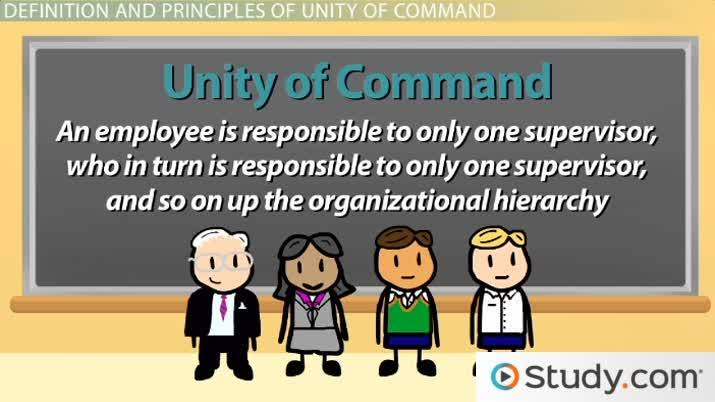 DEFINITION AND PRINCIPLES OF UNITY OF COMMAND
Unity of Command
An employee is responsible to only one supervisor,
who in turn is responsible to only one supervisor,
and so on up the organizational hierarchy
Study.com